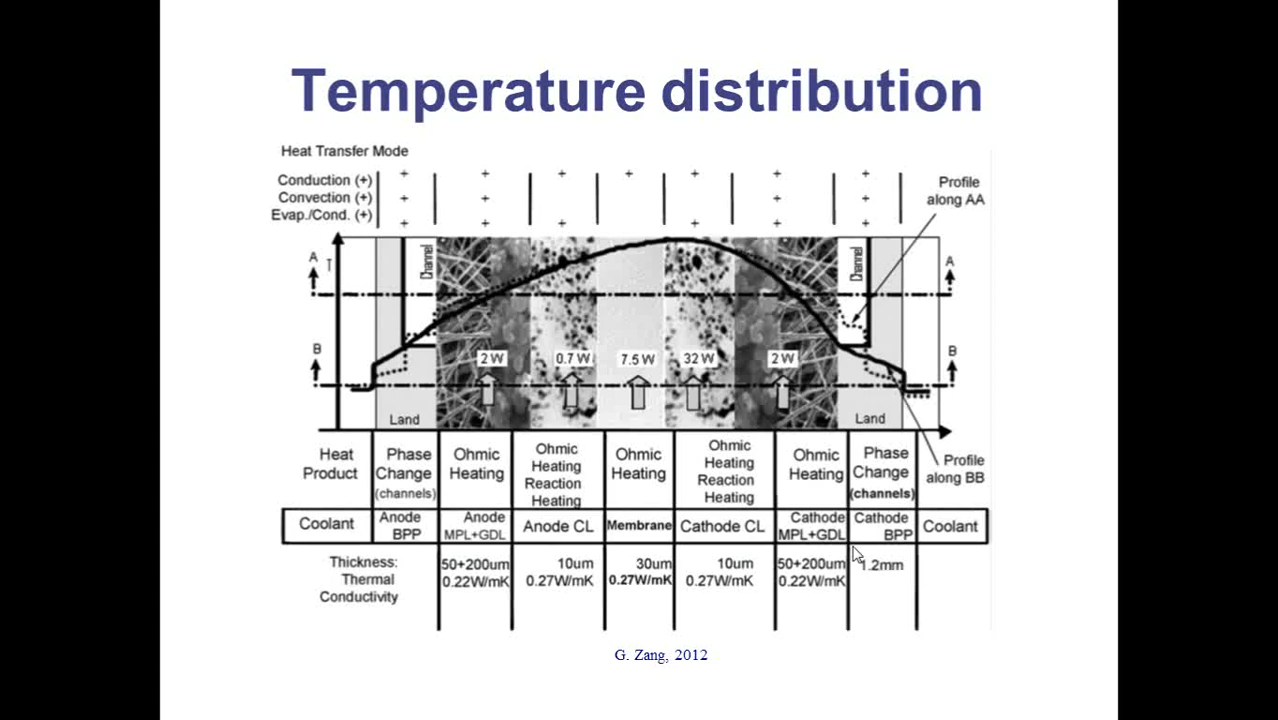 Temperature distribution
Heat Transfer Mode
Conduction (+)
Convection (+)
Evap./Cond. (+)
+ + + + + + +
+ + + +
+ + + + + +
Profile
along AA
A
T
Channel
Channel
A
B
2 W
0.7 W
7.5 W
32 W
2 W
B
Land
Land
Profile
along BB
Heat
Product
Phase
Change
(channels)
Ohmic
Heating
Ohmic
Heating
Reaction
Heating
Ohmic
Heating
Ohmic
Heating
Reaction
Heating
Ohmic
Heating
Phase
Change
(channels)
Coolant
Anode
BPP
Anode
MPL+GDL
Anode CL
Membrane
Cathode CL
Cathode
MPL+GDL
Cathode
BPP
Coolant
Thickness:
Thermal
Conductivity
50+200um
0.22W/mK
10um
0.27W/mK
30um
0.27W/mK
10um
0.27W/mK
50+200um
0.22W/mK
1.2mm
G. Zang, 2012